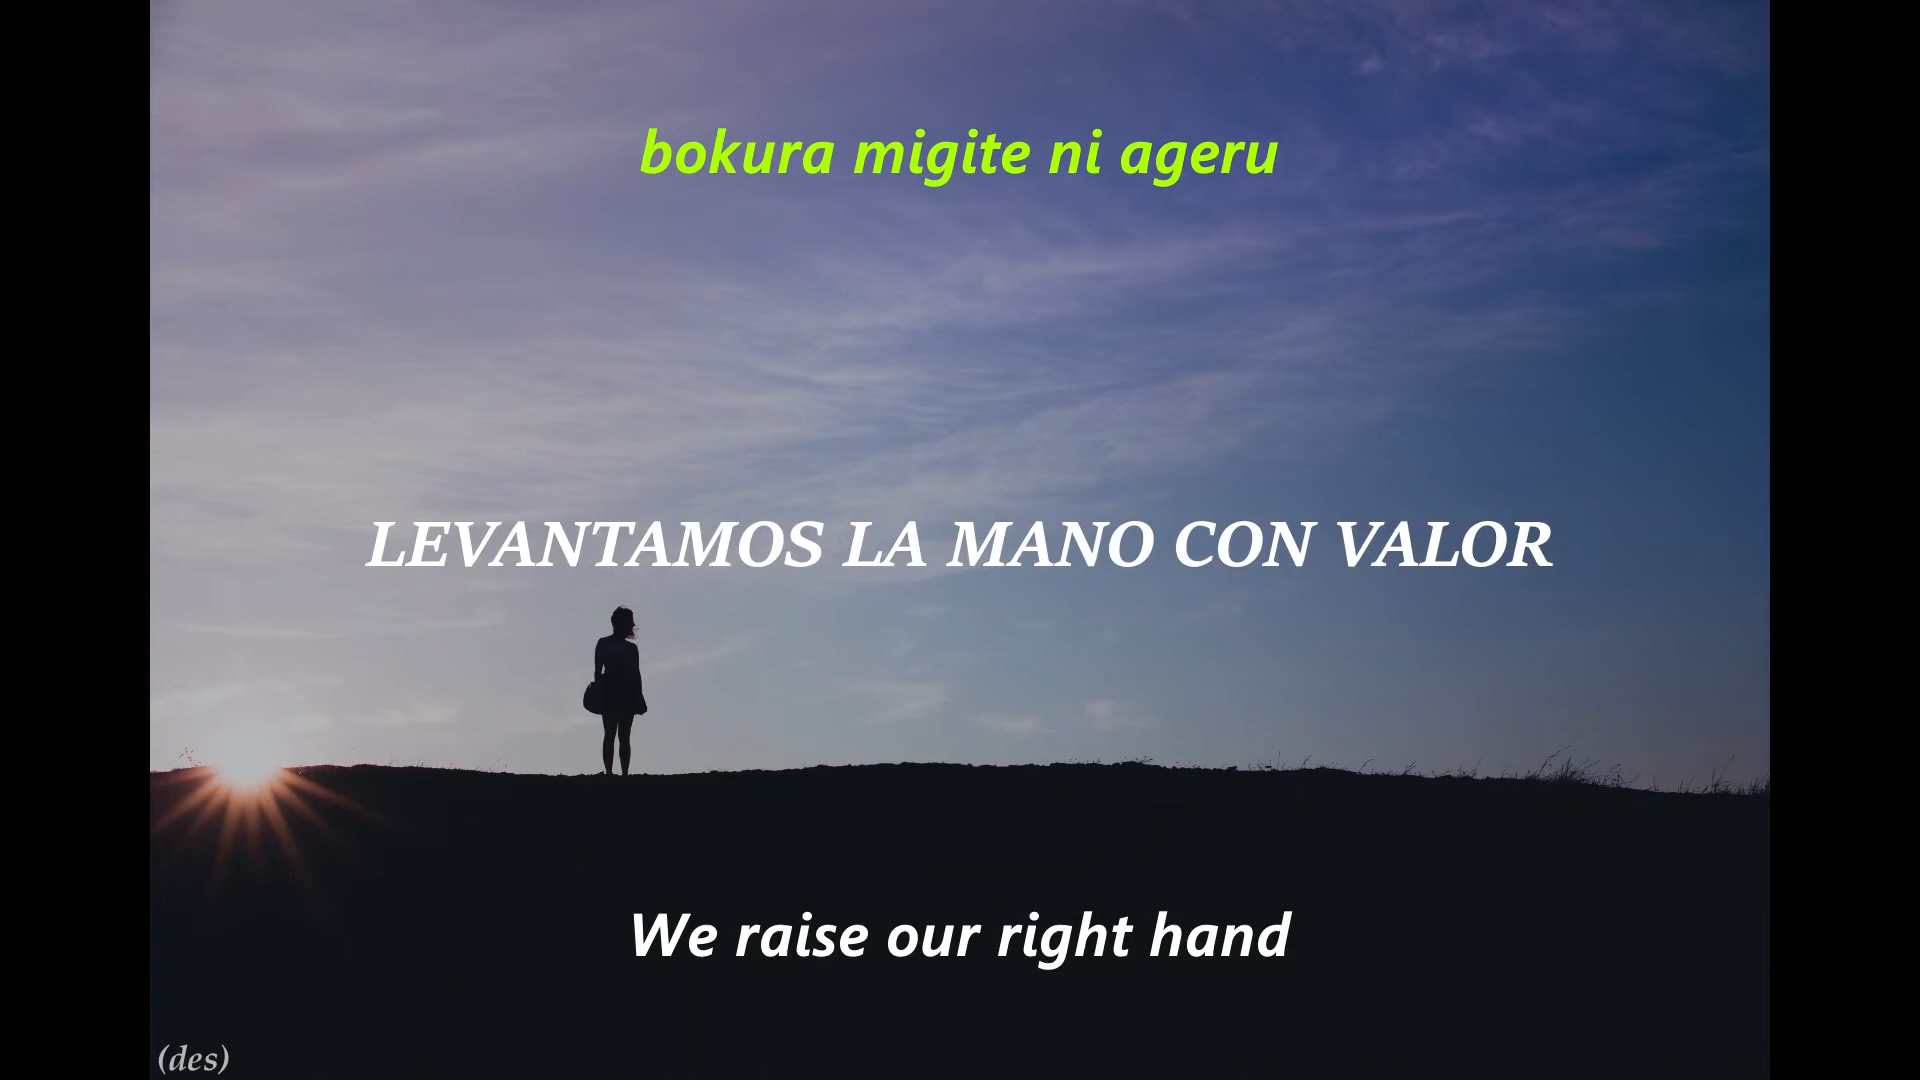 bokura migite ni ageru
LEVANTAMOS LA MANO CON VALOR
We raise our right hand
(des)